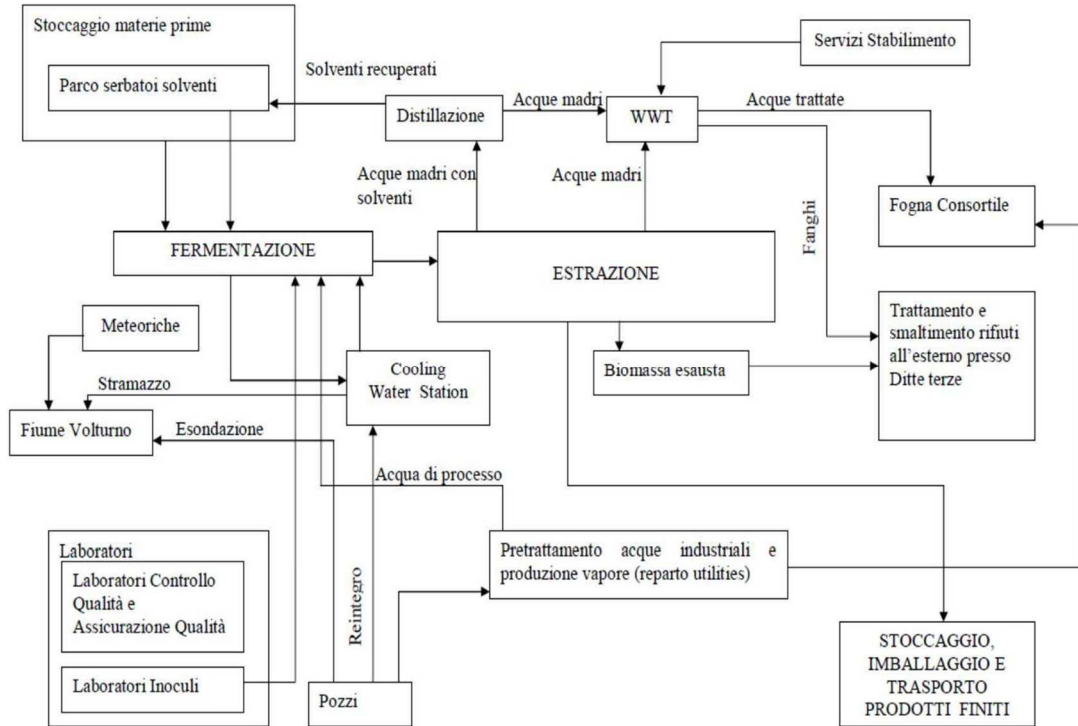 Stoccaggio materie prime
Servizi Stabilimento
Solventi recuperati
Parco serbatoi solventi
Acque madri
Acque trattate
Distillazione
WWT
Acque madri con
solventi
Acque madri
Fogna Consortile
Fanghi
FERMENTAZIONE
ESTRAZIONE
Trattamento e
smaltimento rifiuti
all'esterno presso
Ditte terze
Meteoriche
Cooling
Water Station
Biomassa esausta
Stramazzo
Fiume Volturno
Esondazione
Acqua di processo
Laboratori
Laboratori Controllo
Qualità e
Assicurazione Qualità
Pretrattamento acque industriali e
produzione vapore (reparto utilities)
Reintegro
Laboratori Inoculi
Pozzi
STOCCAGGIO,
IMBALLAGGIO E
TRASPORTO
PRODOTTI FINITI